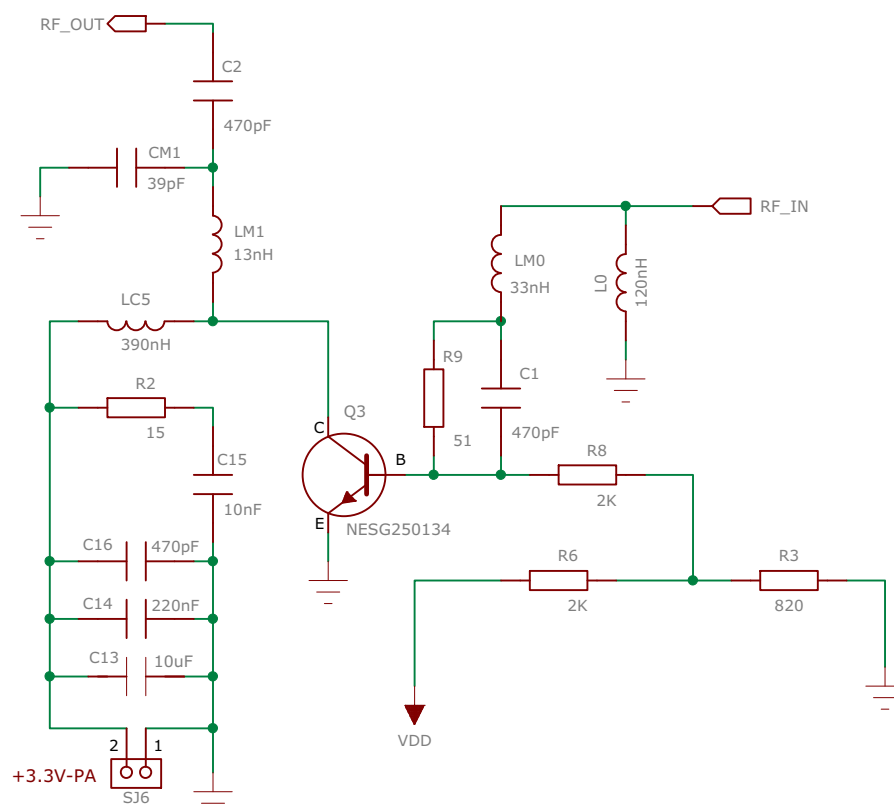 RF_OUT
C2
470pF
CM1
39pF
LM1
13nH
RF_IN
LM0
33nH
L0
120nH
LC5
390nH
R9
51
C1
470pF
R2
15
Q3
C
B
E
NESG250134
C15
10nF
R8
2K
C16
470pF
R6
2K
R3
820
C14
220nF
C13
10uF
VDD
2
1
+3.3V-PA
SJ6